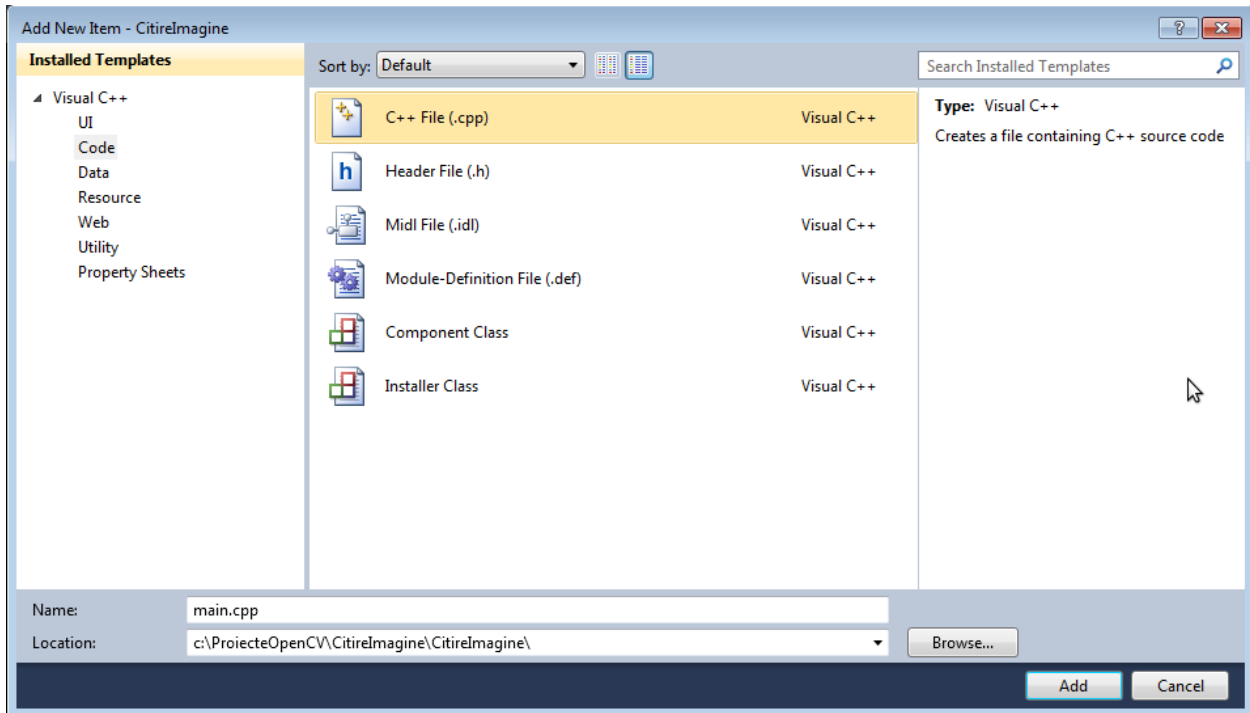 Add New Item - CitireImagine
Installed Templates
Visual C++
UI
Code
Data
Resource
Web
Utility
Property Sheets
Sort by: Default
C++ File (.cpp) Visual C++
Header File (.h) Visual C++
Midl File (.idl) Visual C++
Module-Definition File (.def) Visual C++
Component Class Visual C++
Installer Class Visual C++
Search Installed Templates
Type: Visual C++
Creates a file containing C++ source code
Name: main.cpp
Location: c:\ProiecteOpenCV\CitireImagine\CitireImagine\
Browse...
Add Cancel